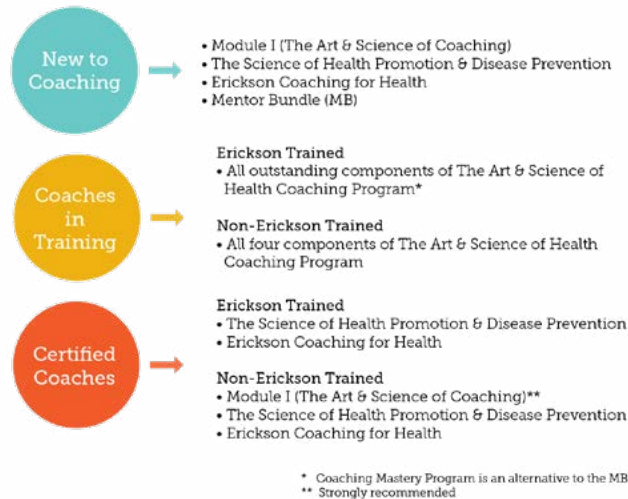 New to
Coaching
• Module I (The Art & Science of Coaching)
• The Science of Health Promotion & Disease Prevention
• Erickson Coaching for Health
• Mentor Bundle (MB)
Coaches
in
Training
Erickson Trained
• All outstanding components of The Art & Science of
Health Coaching Program*
Non-Erickson Trained
• All four components of The Art & Science of Health
Coaching Program
Certified
Coaches
Erickson Trained
• The Science of Health Promotion & Disease Prevention
• Erickson Coaching for Health
Non-Erickson Trained
• Module I (The Art & Science of Coaching)**
• The Science of Health Promotion & Disease Prevention
• Erickson Coaching for Health
* Coaching Mastery Program is an alternative to the MB
** Strongly recommended